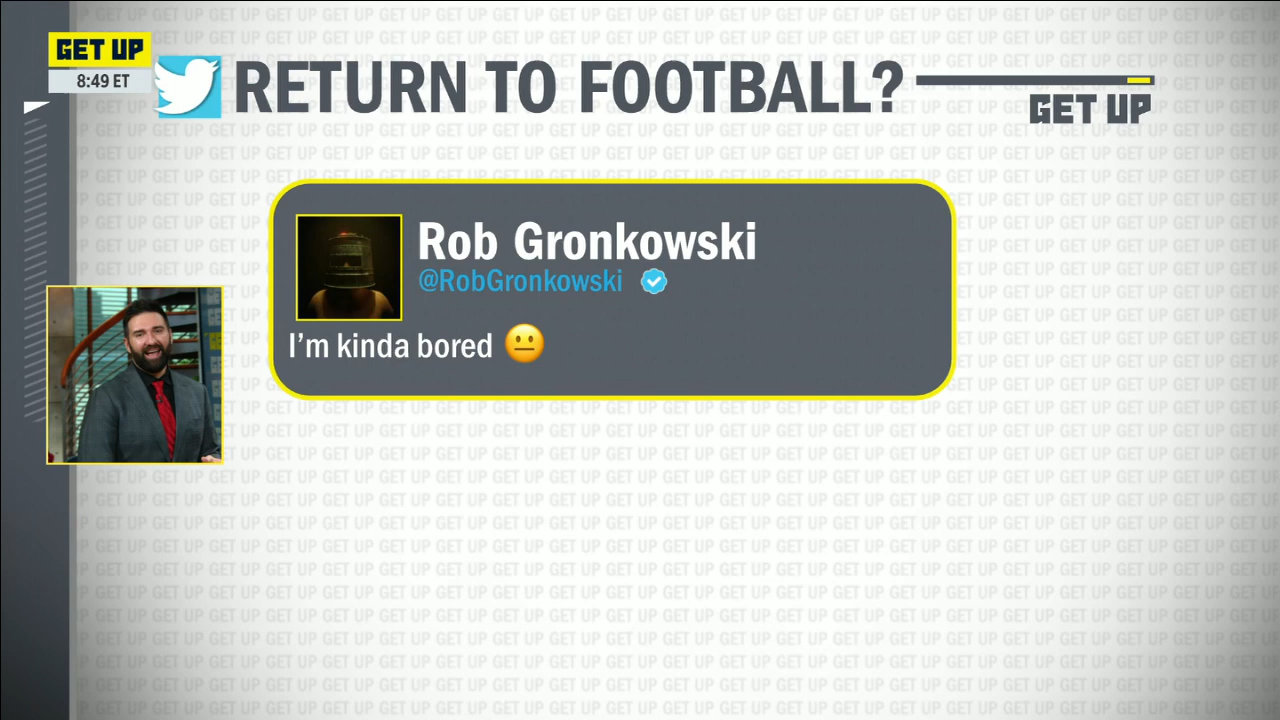 GET UP
8:49 ET
RETURN TO FOOTBALL?
GET UP
Rob Gronkowski
@RobGronkowski
I'm kinda bored 😐